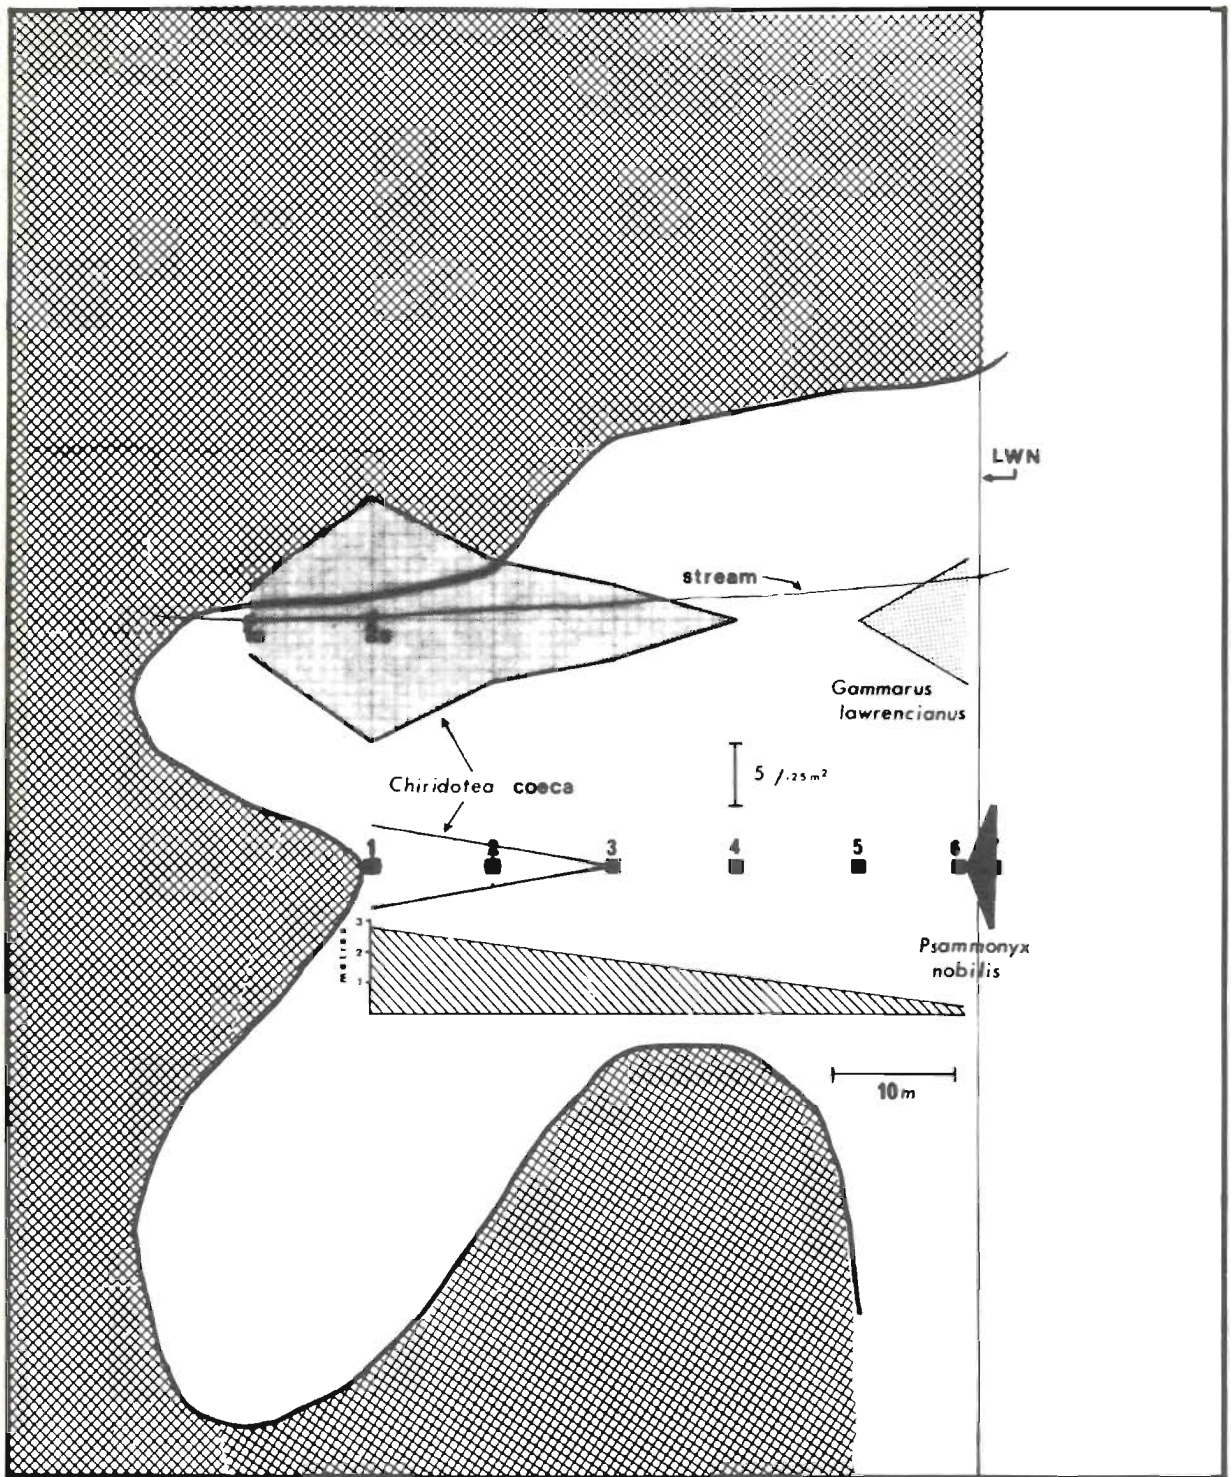 LWN
stream
Gammarus
lawrencianus
5 /.25m²
Chiridotea coeca
1 2 3 4 5 6
3
2
1
metres
Psammonyx
nobilis
10m